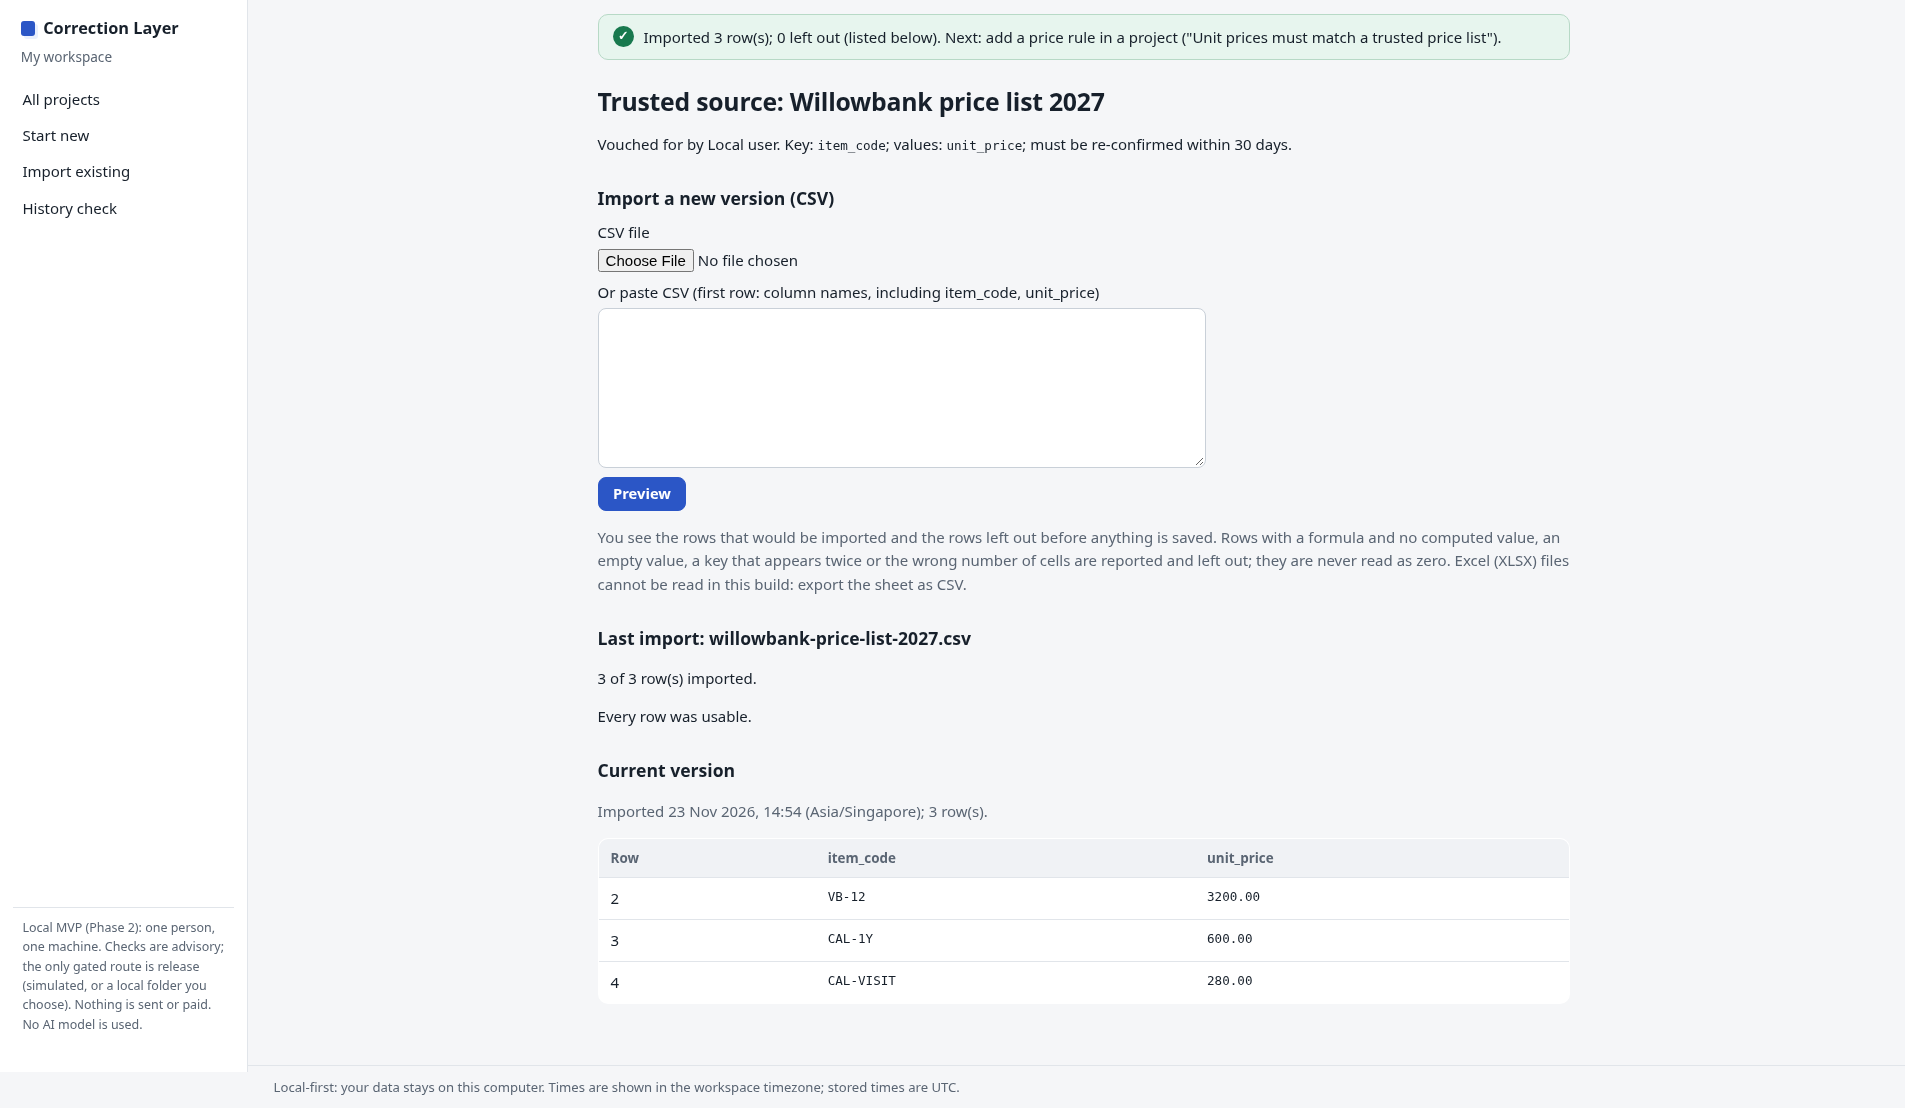 Correction Layer
My workspace
All projects
Start new
Import existing
History check
Local MVP (Phase 2): one person,
one machine. Checks are advisory;
the only gated route is release
(simulated, or a local folder you
choose). Nothing is sent or paid.
No AI model is used.
✓ Imported 3 row(s); 0 left out (listed below). Next: add a price rule in a project ("Unit prices must match a trusted price list").
Trusted source: Willowbank price list 2027
Vouched for by Local user. Key: item_code; values: unit_price; must be re-confirmed within 30 days.
Import a new version (CSV)
CSV file
Choose File No file chosen
Or paste CSV (first row: column names, including item_code, unit_price)
Preview
You see the rows that would be imported and the rows left out before anything is saved. Rows with a formula and no computed value, an
empty value, a key that appears twice or the wrong number of cells are reported and left out; they are never read as zero. Excel (XLSX) files
cannot be read in this build: export the sheet as CSV.
Last import: willowbank-price-list-2027.csv
3 of 3 row(s) imported.
Every row was usable.
Current version
Imported 23 Nov 2026, 14:54 (Asia/Singapore); 3 row(s).
Row item_code unit_price
2 VB-12 3200.00
3 CAL-1Y 600.00
4 CAL-VISIT 280.00
Local-first: your data stays on this computer. Times are shown in the workspace timezone; stored times are UTC.